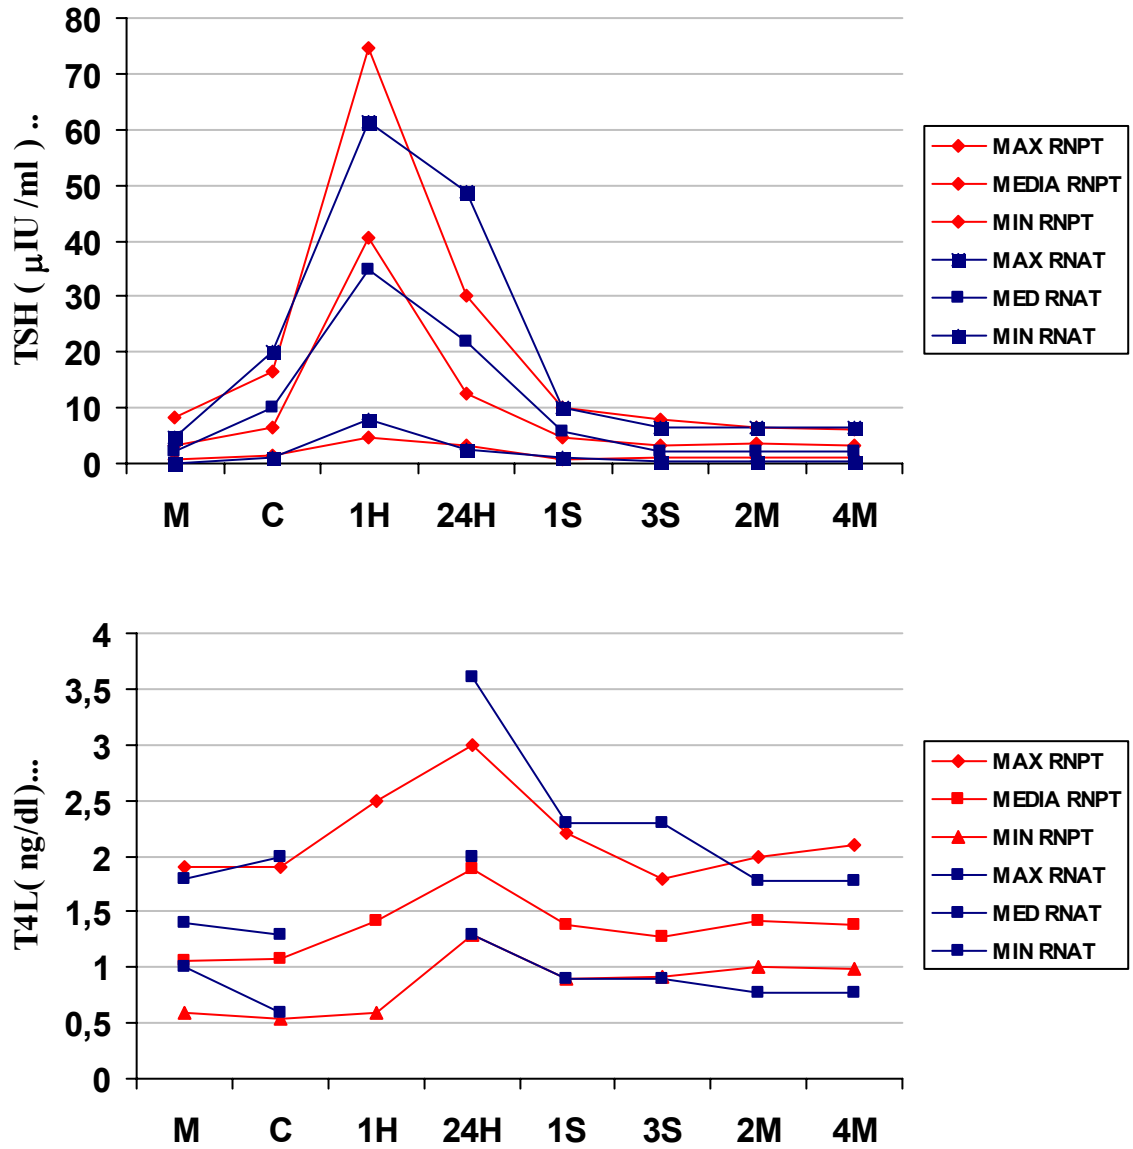 80
70
60
50
40
30
20
10
0
TSH ( µIU /ml ) ..
M C 1H 24H 1S 3S 2M 4M
MAX RNPT
MEDIA RNPT
MIN RNPT
MAX RNAT
MED RNAT
MIN RNAT
4
3,5
3
2,5
2
1,5
1
0,5
0
T4L( ng/dl)...
M C 1H 24H 1S 3S 2M 4M
MAX RNPT
MEDIA RNPT
MIN RNPT
MAX RNAT
MED RNAT
MIN RNAT